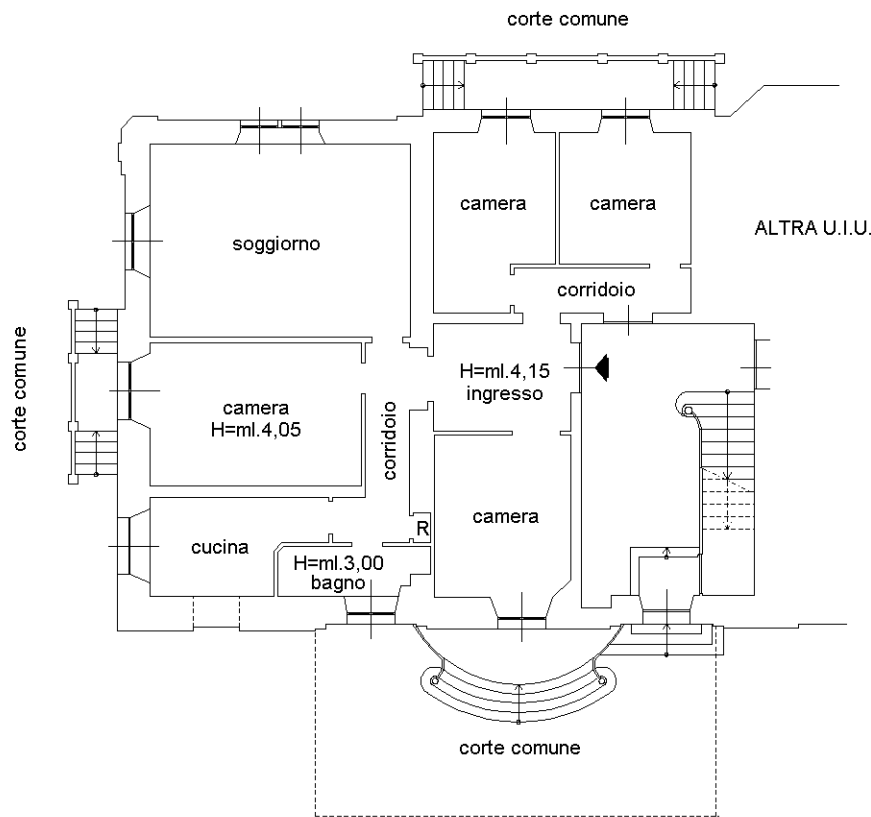 corte comune
camera
camera
ALTRA U.I.U.
soggiorno
corridoio
corte comune
H=ml.4,15
ingresso
camera
H=ml.4,05
corridoio
camera
R
cucina
H=ml.3,00
bagno
corte comune